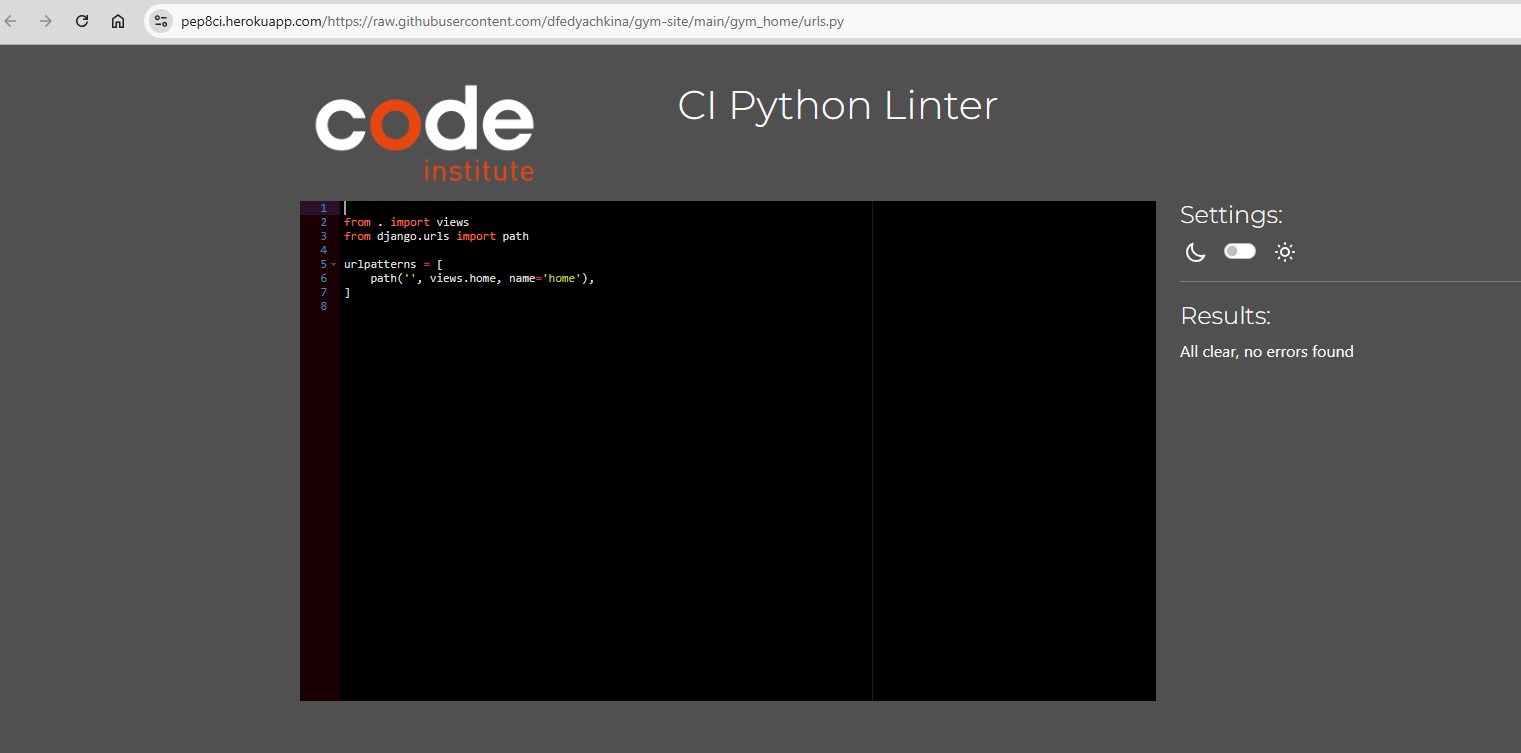 pep8ci.herokuapp.com/https://raw.githubusercontent.com/dfedyachkina/gym-site/main/gym_home/urls.py
code
institute
CI Python Linter
1
2 from . import views
3 from django.urls import path
4
5 urlpatterns = [
6     path('', views.home, name='home'),
7 ]
8
Settings:
Results:
All clear, no errors found